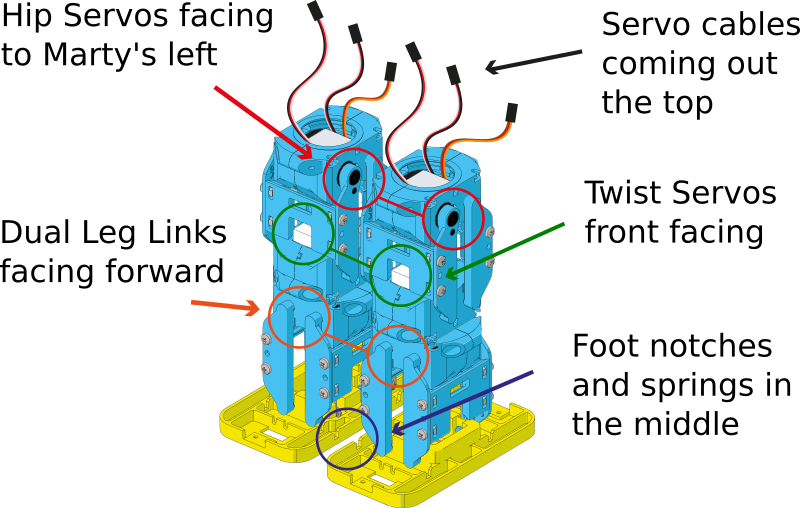 Hip Servos facing
to Marty's left
Servo cables
coming out
the top
Twist Servos
front facing
Dual Leg Links
facing forward
Foot notches
and springs in
the middle